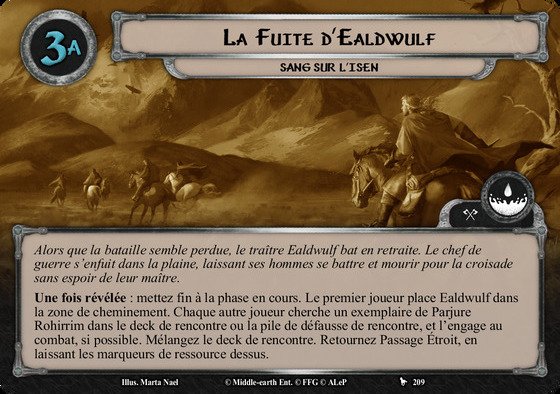 3A
La Fuite d'Ealdwulf
Sang sur l'Isen
Alors que la bataille semble perdue, le traître Ealdwulf bat en retraite. Le chef de
guerre s'enfuit dans la plaine, laissant ses hommes se battre et mourir pour la croisade
sans espoir de leur maître.
Une fois révélée : mettez fin à la phase en cours. Le premier joueur place Ealdwulf dans
la zone de cheminement. Chaque autre joueur cherche un exemplaire de Parjure
Rohirrim dans le deck de rencontre ou la pile de défausse de rencontre, et l'engage au
combat, si possible. Mélangez le deck de rencontre. Retournez Passage Étroit, en
laissant les marqueurs de ressource dessus.
Illus. Marta Nael © Middle-earth Ent. © FFG © ALeP 209